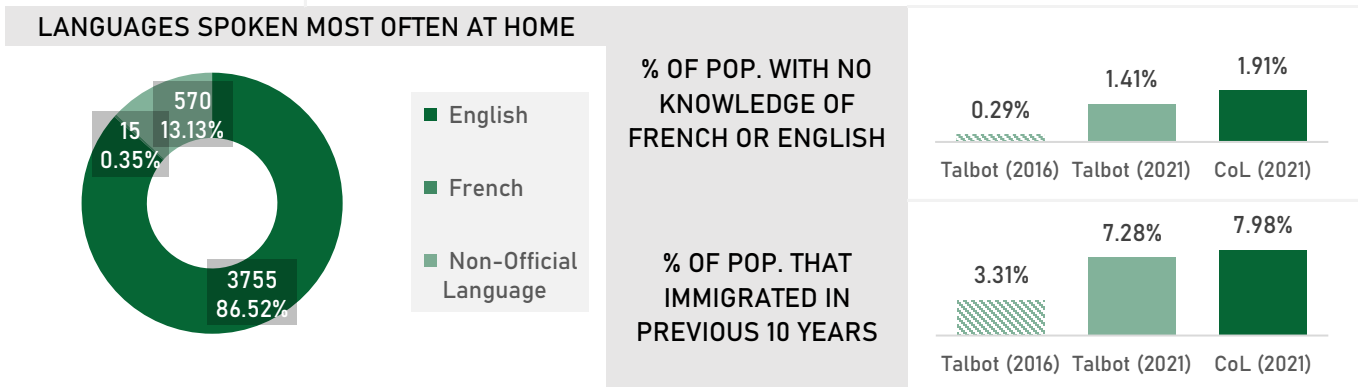 LANGUAGES SPOKEN MOST OFTEN AT HOME
570
13.13%
15
0.35%
3755
86.52%
English
French
Non-Official
Language
% OF POP. WITH NO
KNOWLEDGE OF
FRENCH OR ENGLISH
0.29%
1.41%
1.91%
Talbot (2016) Talbot (2021) CoL (2021)
% OF POP. THAT
IMMIGRATED IN
PREVIOUS 10 YEARS
3.31%
7.28%
7.98%
Talbot (2016) Talbot (2021) CoL (2021)